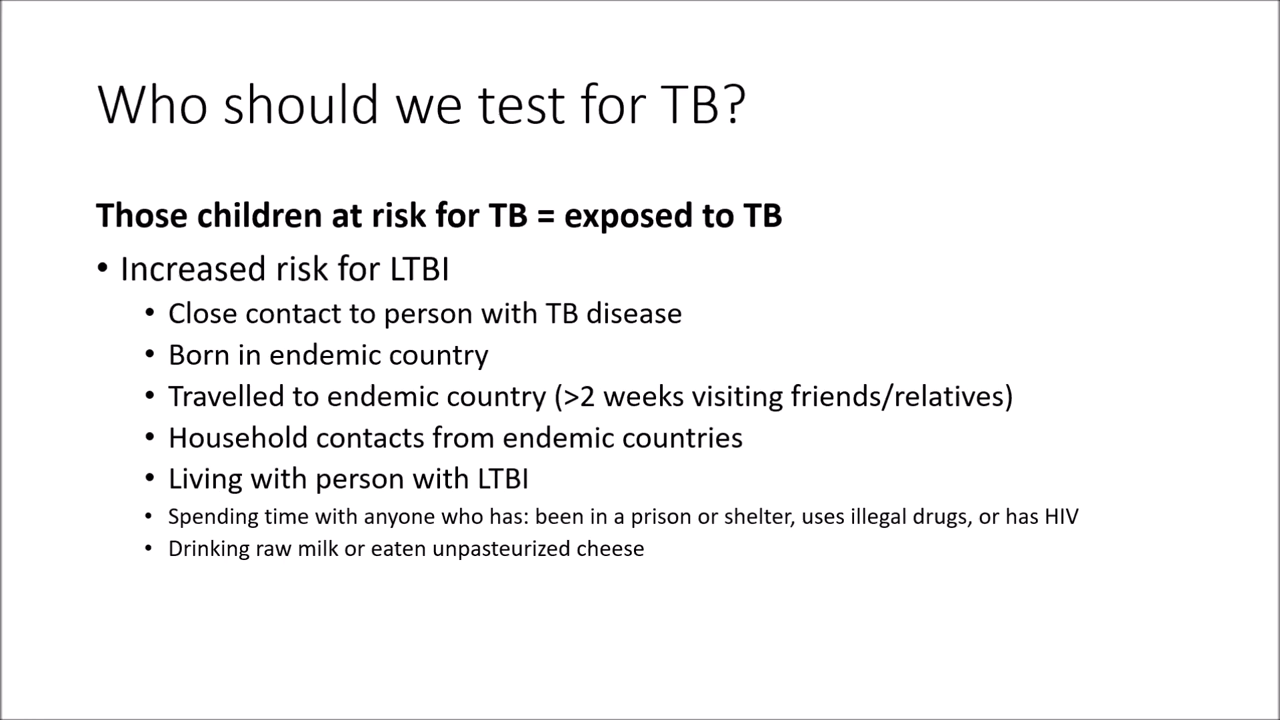 Who should we test for TB?
Those children at risk for TB = exposed to TB
• Increased risk for LTBI
• Close contact to person with TB disease
• Born in endemic country
• Travelled to endemic country (>2 weeks visiting friends/relatives)
• Household contacts from endemic countries
• Living with person with LTBI
• Spending time with anyone who has: been in a prison or shelter, uses illegal drugs, or has HIV
• Drinking raw milk or eaten unpasteurized cheese